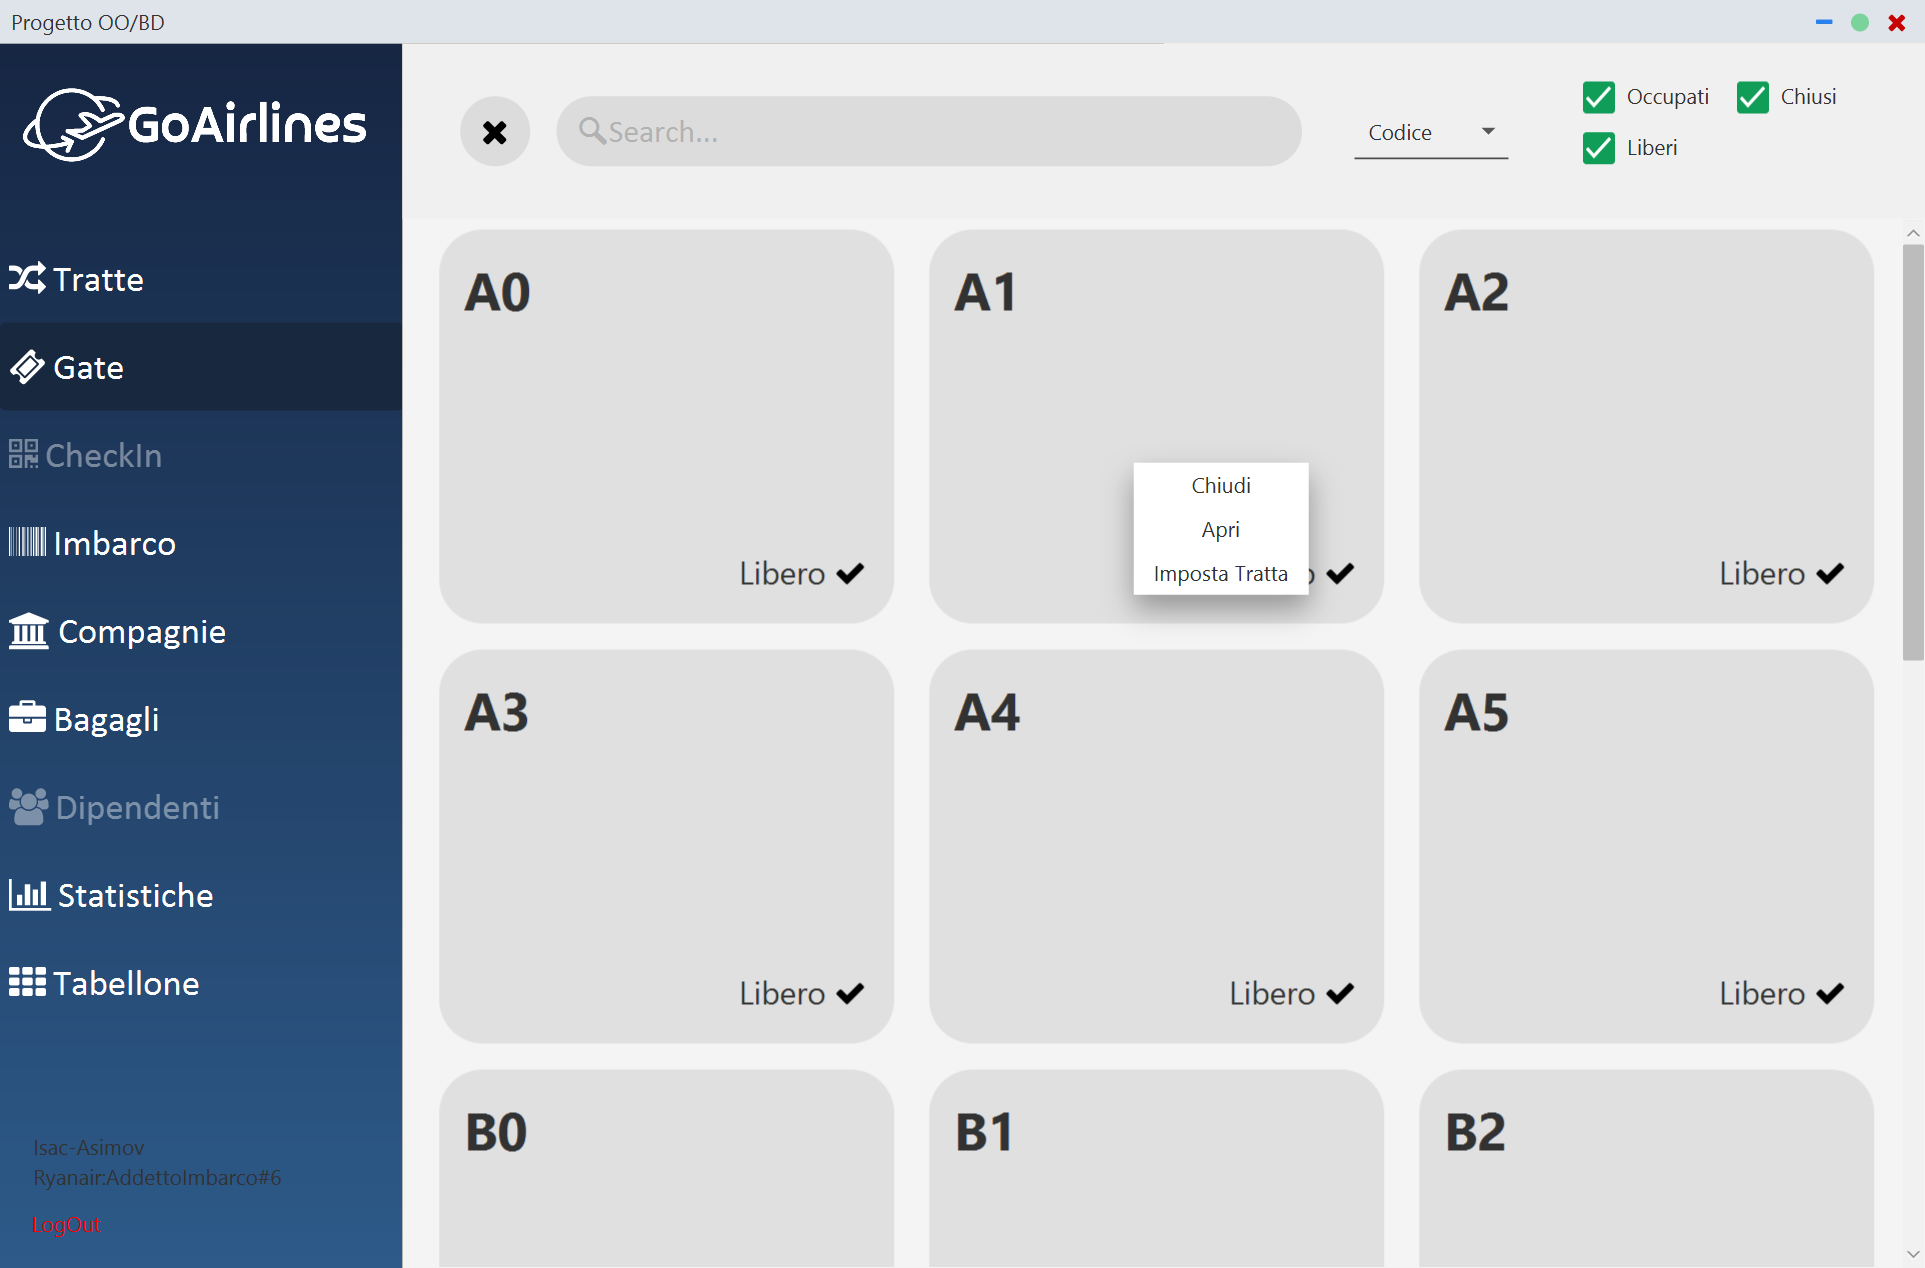 Progetto OO/BD
GoAirlines
Tratte
Gate
CheckIn
Imbarco
Compagnie
Bagagli
Dipendenti
Statistiche
Tabellone
Isac-Asimov
Ryanair:AddettoImbarco#6
LogOut
Search...
Codice
Occupati
Chiusi
Liberi
A0
Libero
A1
Chiudi
Apri
Imposta Tratta
A2
Libero
A3
Libero
A4
Libero
A5
Libero
B0
B1
B2